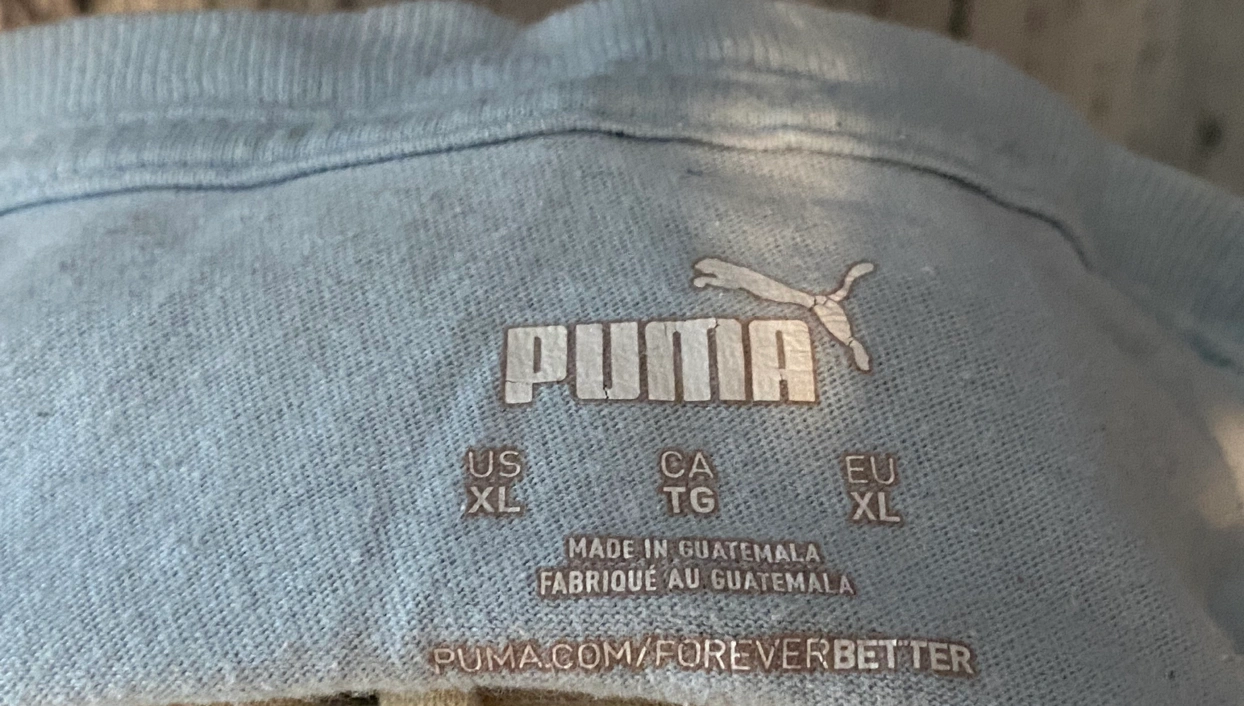 PUMA
US CA EU
XL TG XL
MADE IN GUATEMALA
FABRIQUÉ AU GUATEMALA
PUMA.COM/FOREVERBETTER